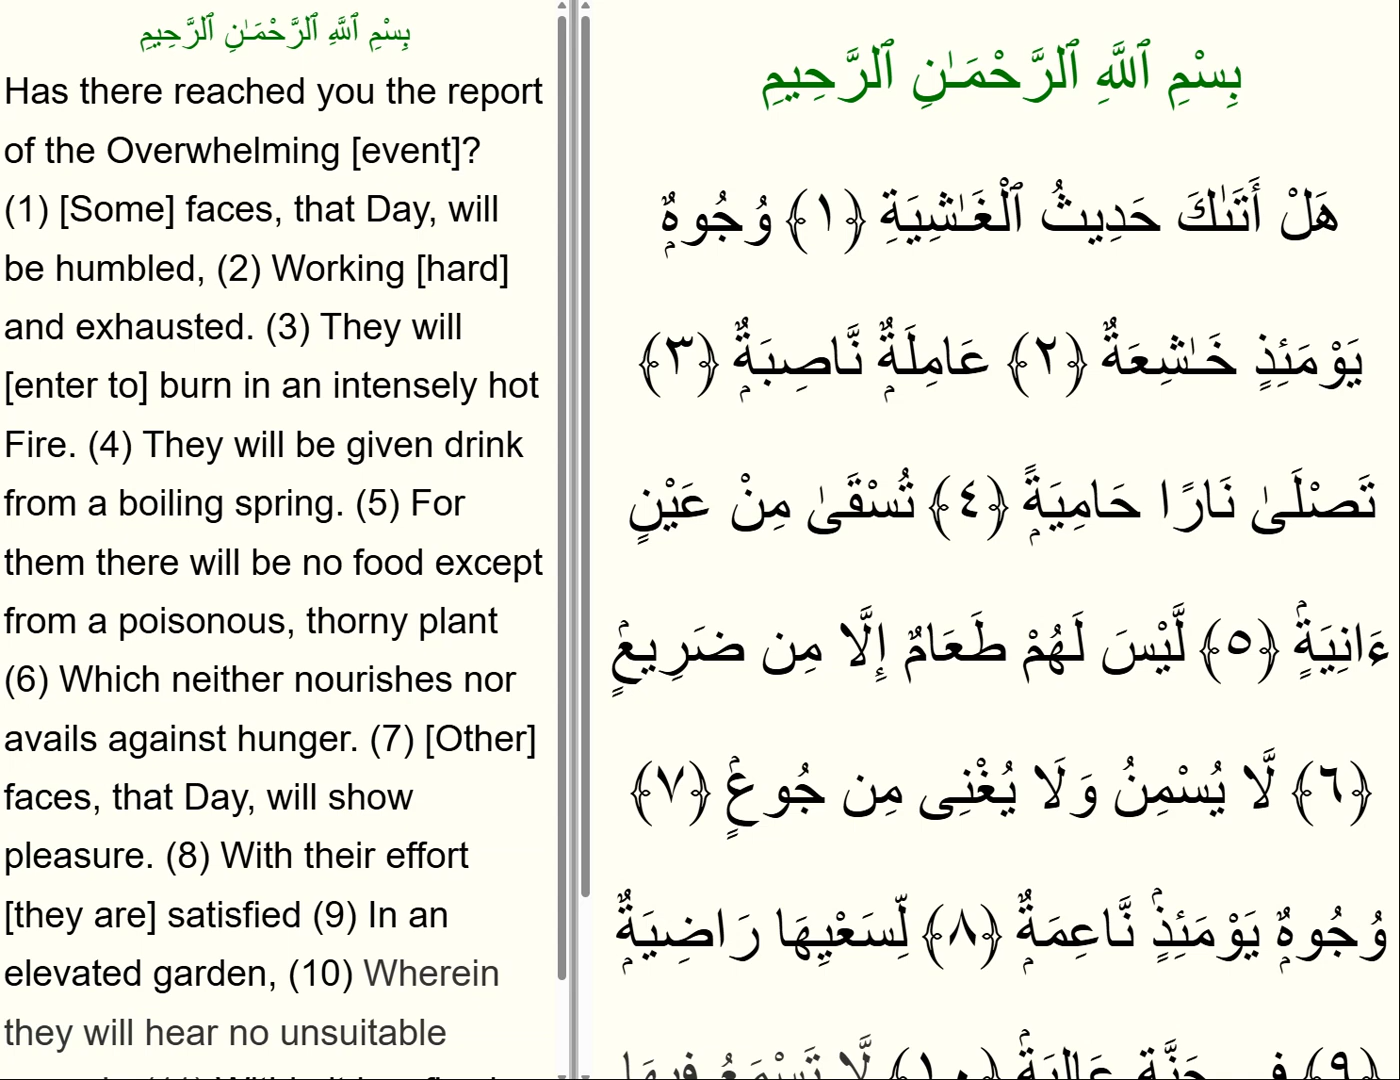 بِسْمِ ٱللَّهِ ٱلرَّحْمَـٰنِ ٱلرَّحِيمِ
Has there reached you the report
of the Overwhelming [event]?
(1) [Some] faces, that Day, will
be humbled, (2) Working [hard]
and exhausted. (3) They will
[enter to] burn in an intensely hot
Fire. (4) They will be given drink
from a boiling spring. (5) For
them there will be no food except
from a poisonous, thorny plant
(6) Which neither nourishes nor
avails against hunger. (7) [Other]
faces, that Day, will show
pleasure. (8) With their effort
[they are] satisfied (9) In an
elevated garden, (10) Wherein
they will hear no unsuitable
بِسْمِ ٱللَّهِ ٱلرَّحْمَـٰنِ ٱلرَّحِيمِ
هَلْ أَتَىٰكَ حَدِيثُ ٱلْغَـٰشِيَةِ ﴿١﴾ وُجُوهٌۭ
يَوْمَئِذٍ خَـٰشِعَةٌ ﴿٢﴾ عَامِلَةٌۭ نَّاصِبَةٌۭ ﴿٣﴾
تَصْلَىٰ نَارًا حَامِيَةًۭ ﴿٤﴾ تُسْقَىٰ مِنْ عَيْنٍ
ءَانِيَةٍۢ ﴿٥﴾ لَّيْسَ لَهُمْ طَعَامٌ إِلَّا مِن ضَرِيعٍۢ
﴿٦﴾ لَّا يُسْمِنُ وَلَا يُغْنِى مِن جُوعٍۢ ﴿٧﴾
وُجُوهٌۭ يَوْمَئِذٍۢ نَّاعِمَةٌۭ ﴿٨﴾ لِّسَعْيِهَا رَاضِيَةٌۭ
﴿٩﴾ فِى جَنَّةٍ عَالِيَةٍۢ ﴿١٠﴾ لَّا تَسْمَعُ فِيهَا